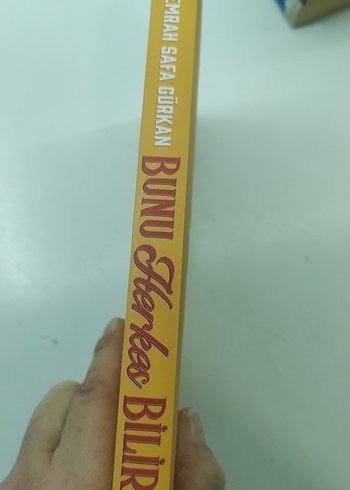 EMRAH SAFA GÜRKAN
BUNU Herkes BİLİR